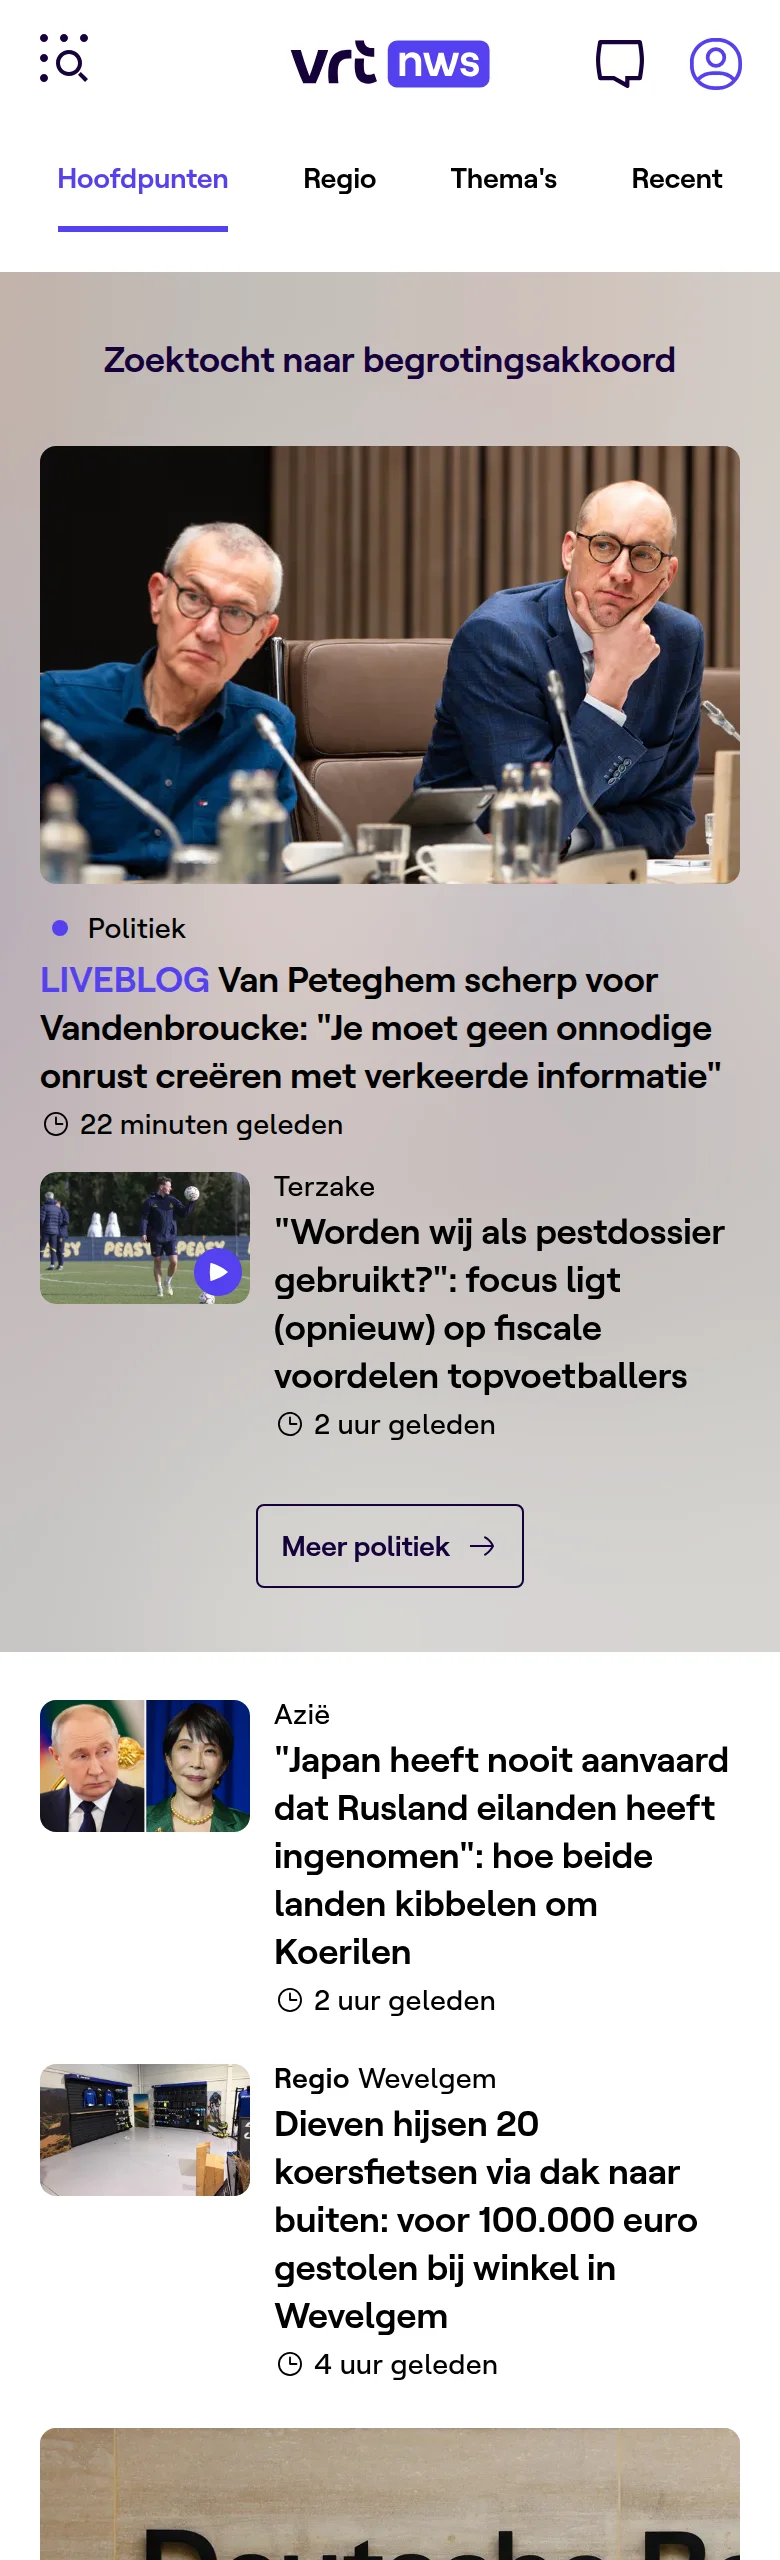 vrt nws
Hoofdpunten Regio Thema's Recent
Zoektocht naar begrotingsakkoord
Politiek
LIVEBLOG Van Peteghem scherp voor
Vandenbroucke: "Je moet geen onnodige
onrust creëren met verkeerde informatie"
22 minuten geleden
PEASY PEASY
Terzake
"Worden wij als pestdossier
gebruikt?": focus ligt
(opnieuw) op fiscale
voordelen topvoetballers
2 uur geleden
Meer politiek
Azië
"Japan heeft nooit aanvaard
dat Rusland eilanden heeft
ingenomen": hoe beide
landen kibbelen om
Koerilen
2 uur geleden
Regio Wevelgem
Dieven hijsen 20
koersfietsen via dak naar
buiten: voor 100.000 euro
gestolen bij winkel in
Wevelgem
4 uur geleden
Deutsche